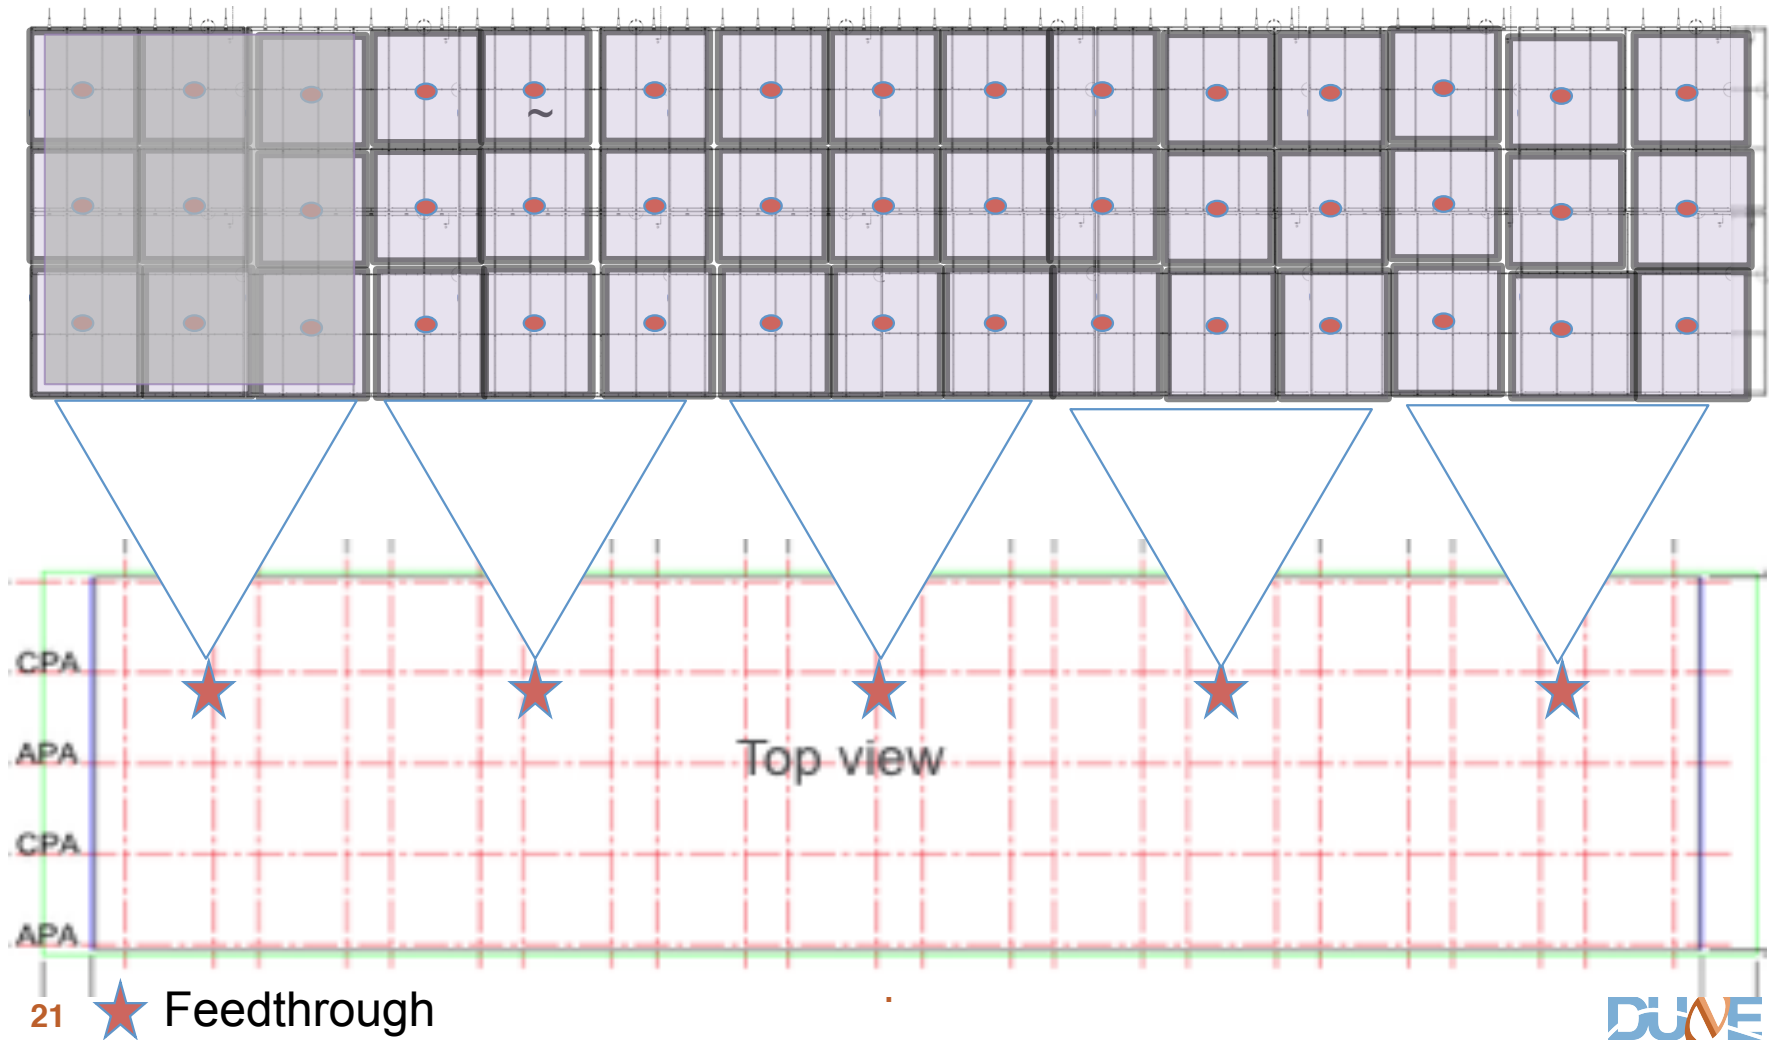 ~
CPA
APA
Top view
CPA
APA
21
Feedthrough
.
DUNE